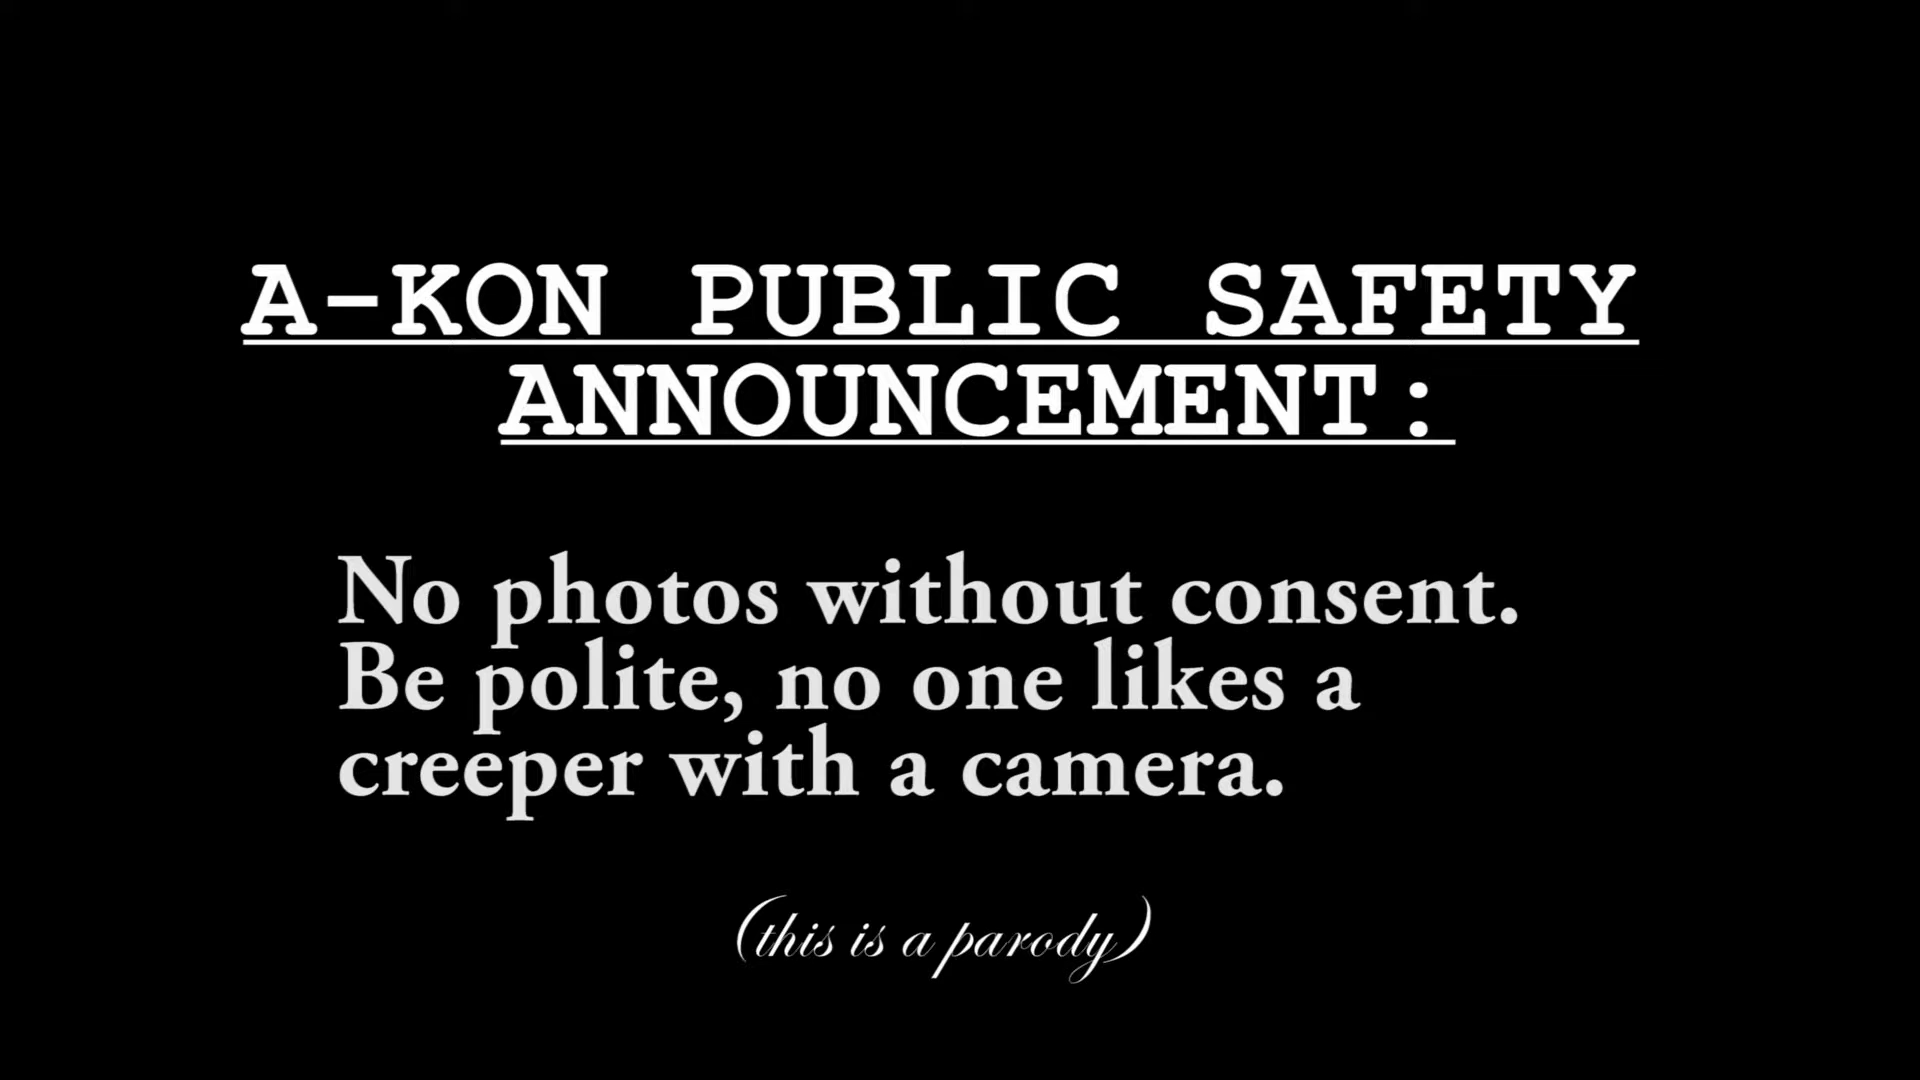 A-KON PUBLIC SAFETY
ANNOUNCEMENT:
No photos without consent.
Be polite, no one likes a
creeper with a camera.
(this is a parody)